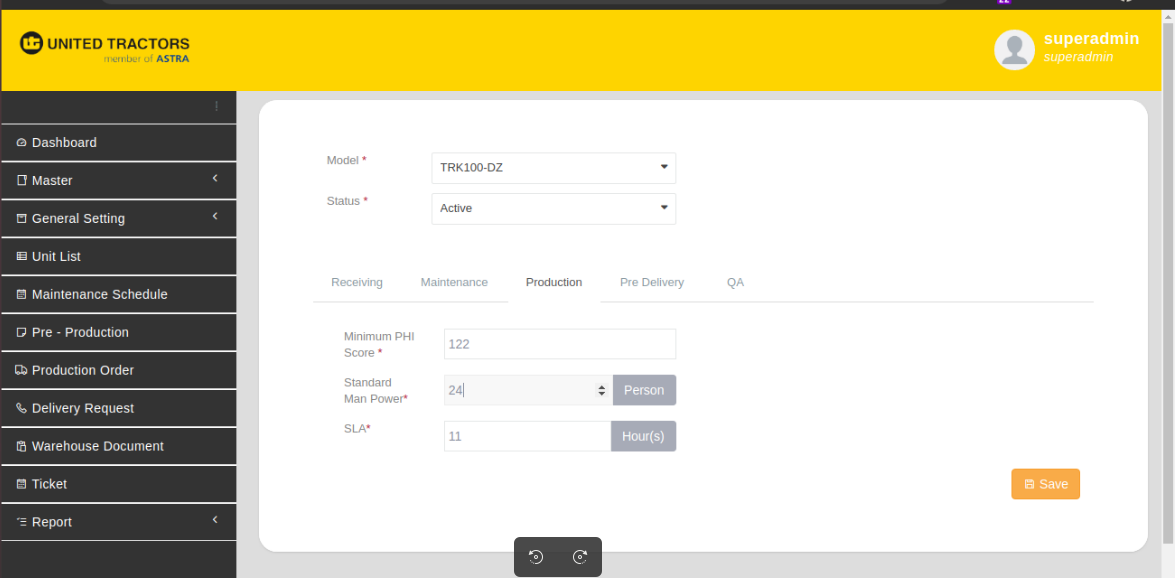 UNITED TRACTORS
member of ASTRA
superadmin
superadmin
Dashboard
Master
General Setting
Unit List
Maintenance Schedule
Pre - Production
Production Order
Delivery Request
Warehouse Document
Ticket
Report
Model *
TRK100-DZ
Status *
Active
Receiving Maintenance Production Pre Delivery QA
Minimum PHI
Score *
122
Standard
Man Power*
24 Person
SLA*
11 Hour(s)
Save